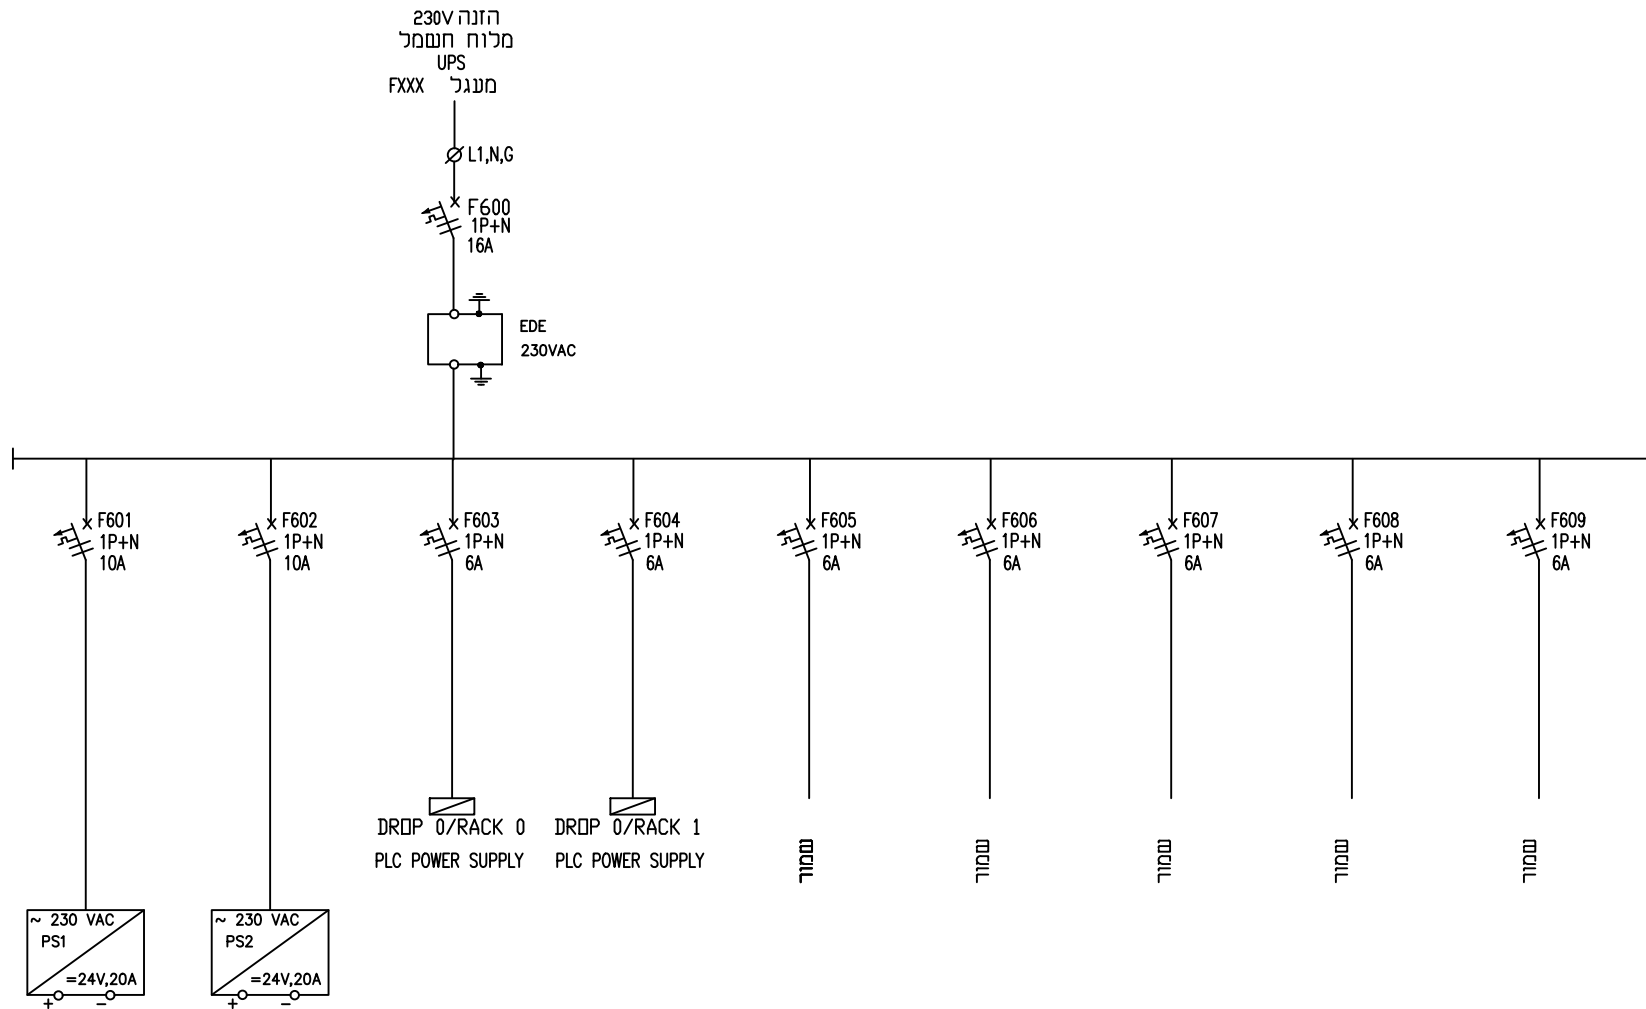 הזנה 230V
מלוח חשמל
UPS
מעגל FXXX
L1,N,G
F600
1P+N
16A
EDE
230VAC
F601
1P+N
10A
F602
1P+N
10A
F603
1P+N
6A
F604
1P+N
6A
F605
1P+N
6A
F606
1P+N
6A
F607
1P+N
6A
F608
1P+N
6A
F609
1P+N
6A
DROP 0/RACK 0
PLC POWER SUPPLY
DROP 0/RACK 1
PLC POWER SUPPLY
שמור
שמור
שמור
שמור
שמור
~ 230 VAC
PS1
=24V,20A
+ −
~ 230 VAC
PS2
=24V,20A
+ −